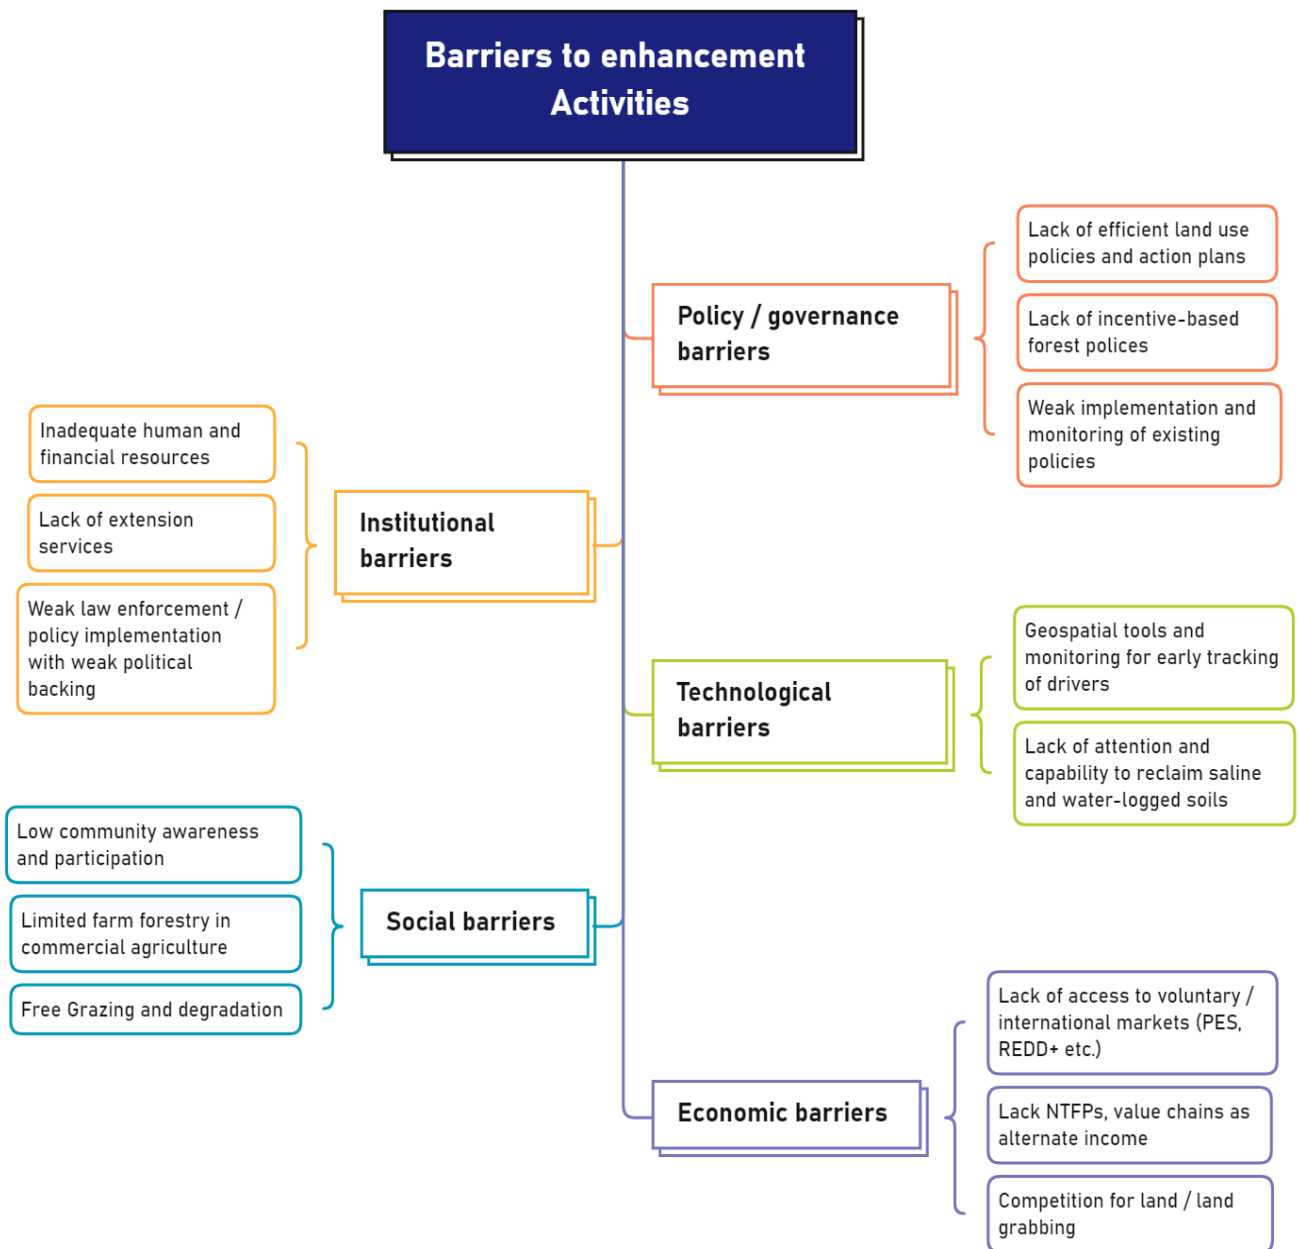 Barriers to enhancement
Activities
Policy / governance
barriers
Lack of efficient land use
policies and action plans
Lack of incentive-based
forest polices
Weak implementation and
monitoring of existing
policies
Institutional
barriers
Inadequate human and
financial resources
Lack of extension
services
Weak law enforcement /
policy implementation
with weak political
backing
Technological
barriers
Geospatial tools and
monitoring for early tracking
of drivers
Lack of attention and
capability to reclaim saline
and water-logged soils
Social barriers
Low community awareness
and participation
Limited farm forestry in
commercial agriculture
Free Grazing and degradation
Economic barriers
Lack of access to voluntary /
international markets (PES,
REDD+ etc.)
Lack NTFPs, value chains as
alternate income
Competition for land / land
grabbing